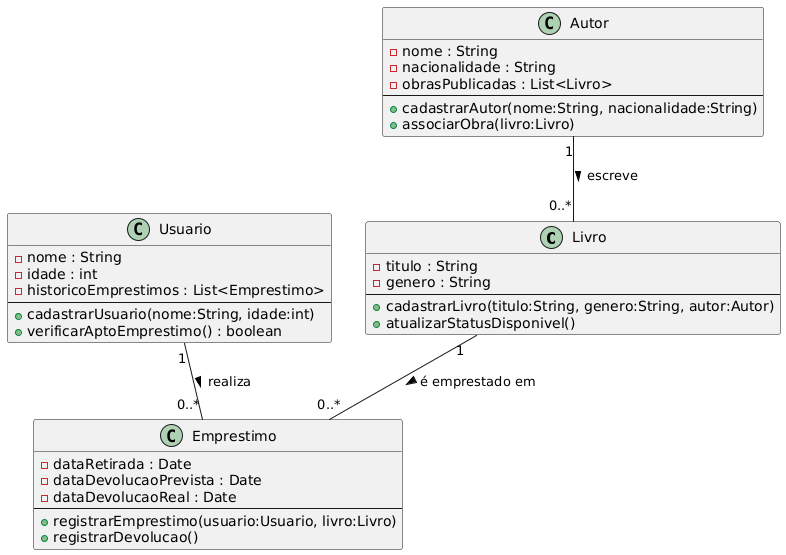 C Autor
nome : String
nacionalidade : String
obrasPublicadas : List<Livro>
cadastrarAutor(nome:String, nacionalidade:String)
associarObra(livro:Livro)
1
escreve
0..*
C Usuario
nome : String
idade : int
historicoEmprestimos : List<Emprestimo>
cadastrarUsuario(nome:String, idade:int)
verificarAptoEmprestimo() : boolean
C Livro
titulo : String
genero : String
cadastrarLivro(titulo:String, genero:String, autor:Autor)
atualizarStatusDisponivel()
1
realiza
0..*
1
é emprestado em
0..*
C Emprestimo
dataRetirada : Date
dataDevolucaoPrevista : Date
dataDevolucaoReal : Date
registrarEmprestimo(usuario:Usuario, livro:Livro)
registrarDevolucao()